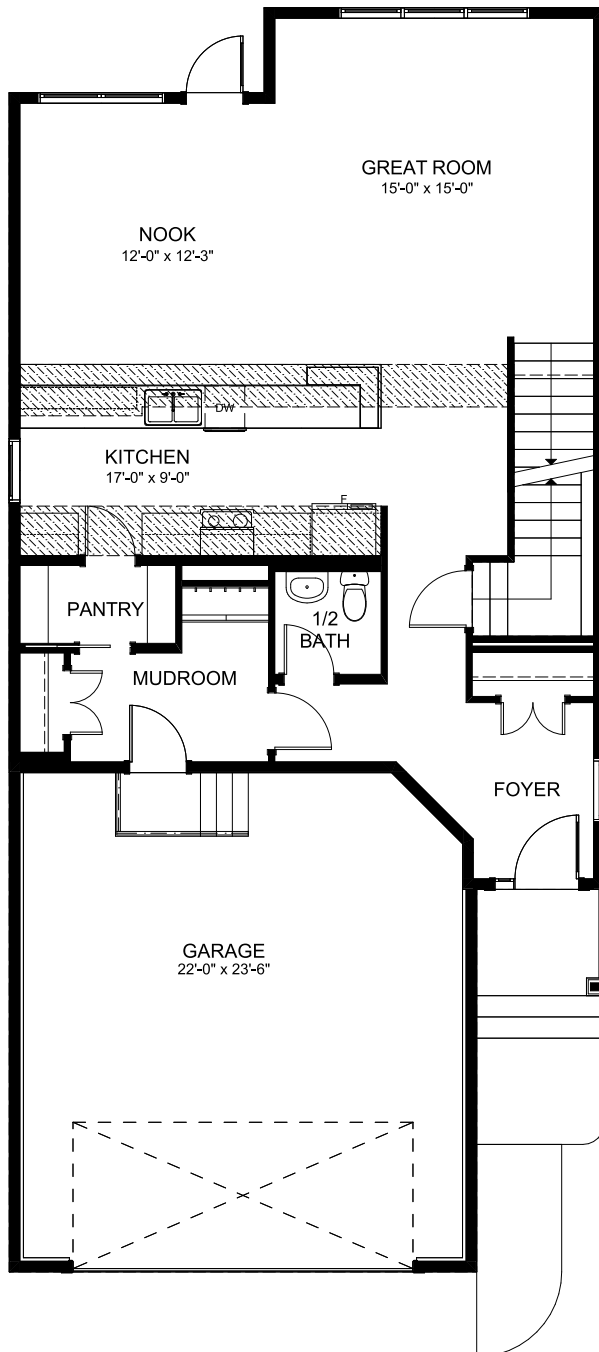 GREAT ROOM
15'-0" x 15'-0"
NOOK
12'-0" x 12'-3"
DW
KITCHEN
17'-0" x 9'-0"
F
PANTRY
1/2
BATH
MUDROOM
FOYER
GARAGE
22'-0" x 23'-6"